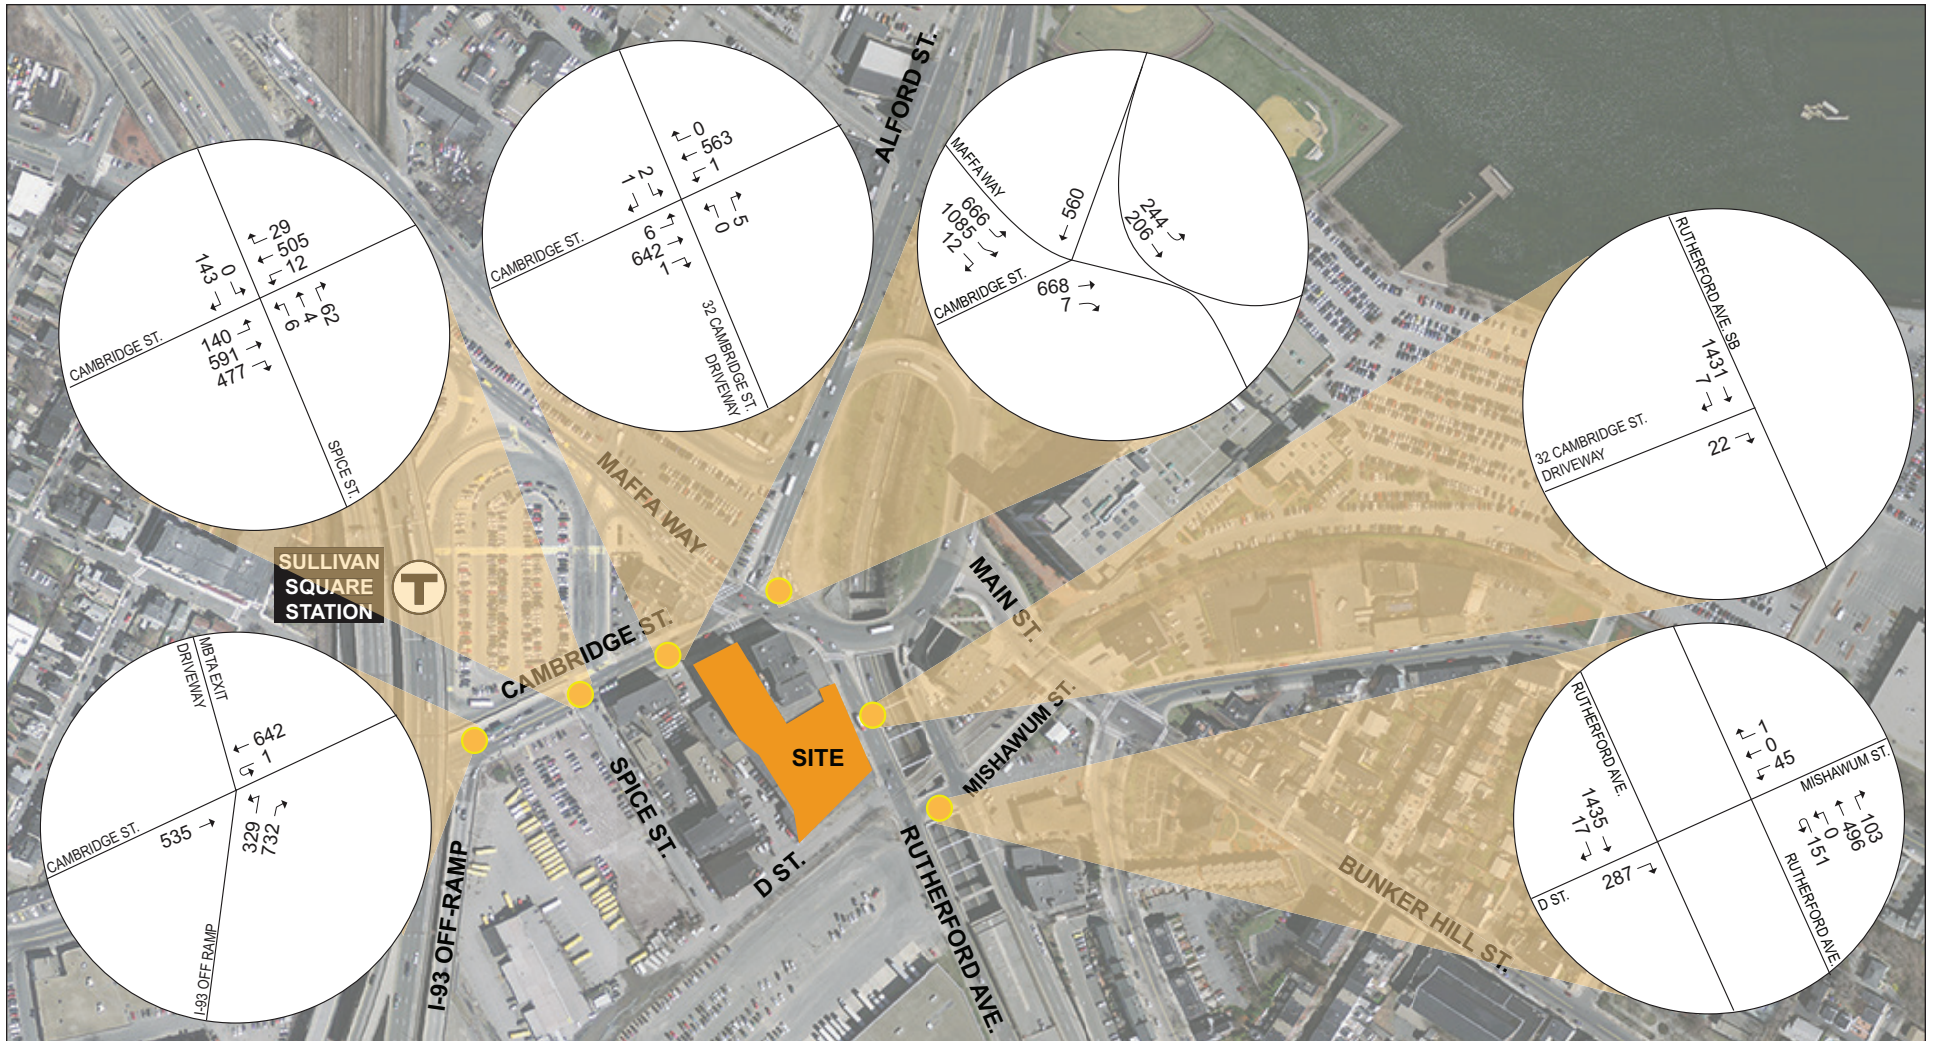 ALFORD ST.
MAFFA WAY
CAMBRIDGE ST.
MAIN ST.
MISHAWUM ST.
SPICE ST.
D ST.
I-93 OFF-RAMP
RUTHERFORD AVE.
BUNKER HILL ST.
SITE
SULLIVAN
SQUARE
STATION
T
29
505
12
143
0
140
591
477
6
4
62
CAMBRIDGE ST.
SPICE ST.
0
563
1
2
1
6
642
1
5
0
CAMBRIDGE ST.
32 CAMBRIDGE ST.
DRIVEWAY
MAFFA WAY
666
1085
12
560
244
206
CAMBRIDGE ST.
668
7
RUTHERFORD AVE. SB
1431
7
32 CAMBRIDGE ST.
DRIVEWAY
22
MBTA EXIT
DRIVEWAY
642
1
CAMBRIDGE ST.
535
329
732
I-93 OFF RAMP
RUTHERFORD AVE.
1
0
45
MISHAWUM ST.
1435
17
D ST.
287
103
496
0
151
RUTHERFORD AVE.